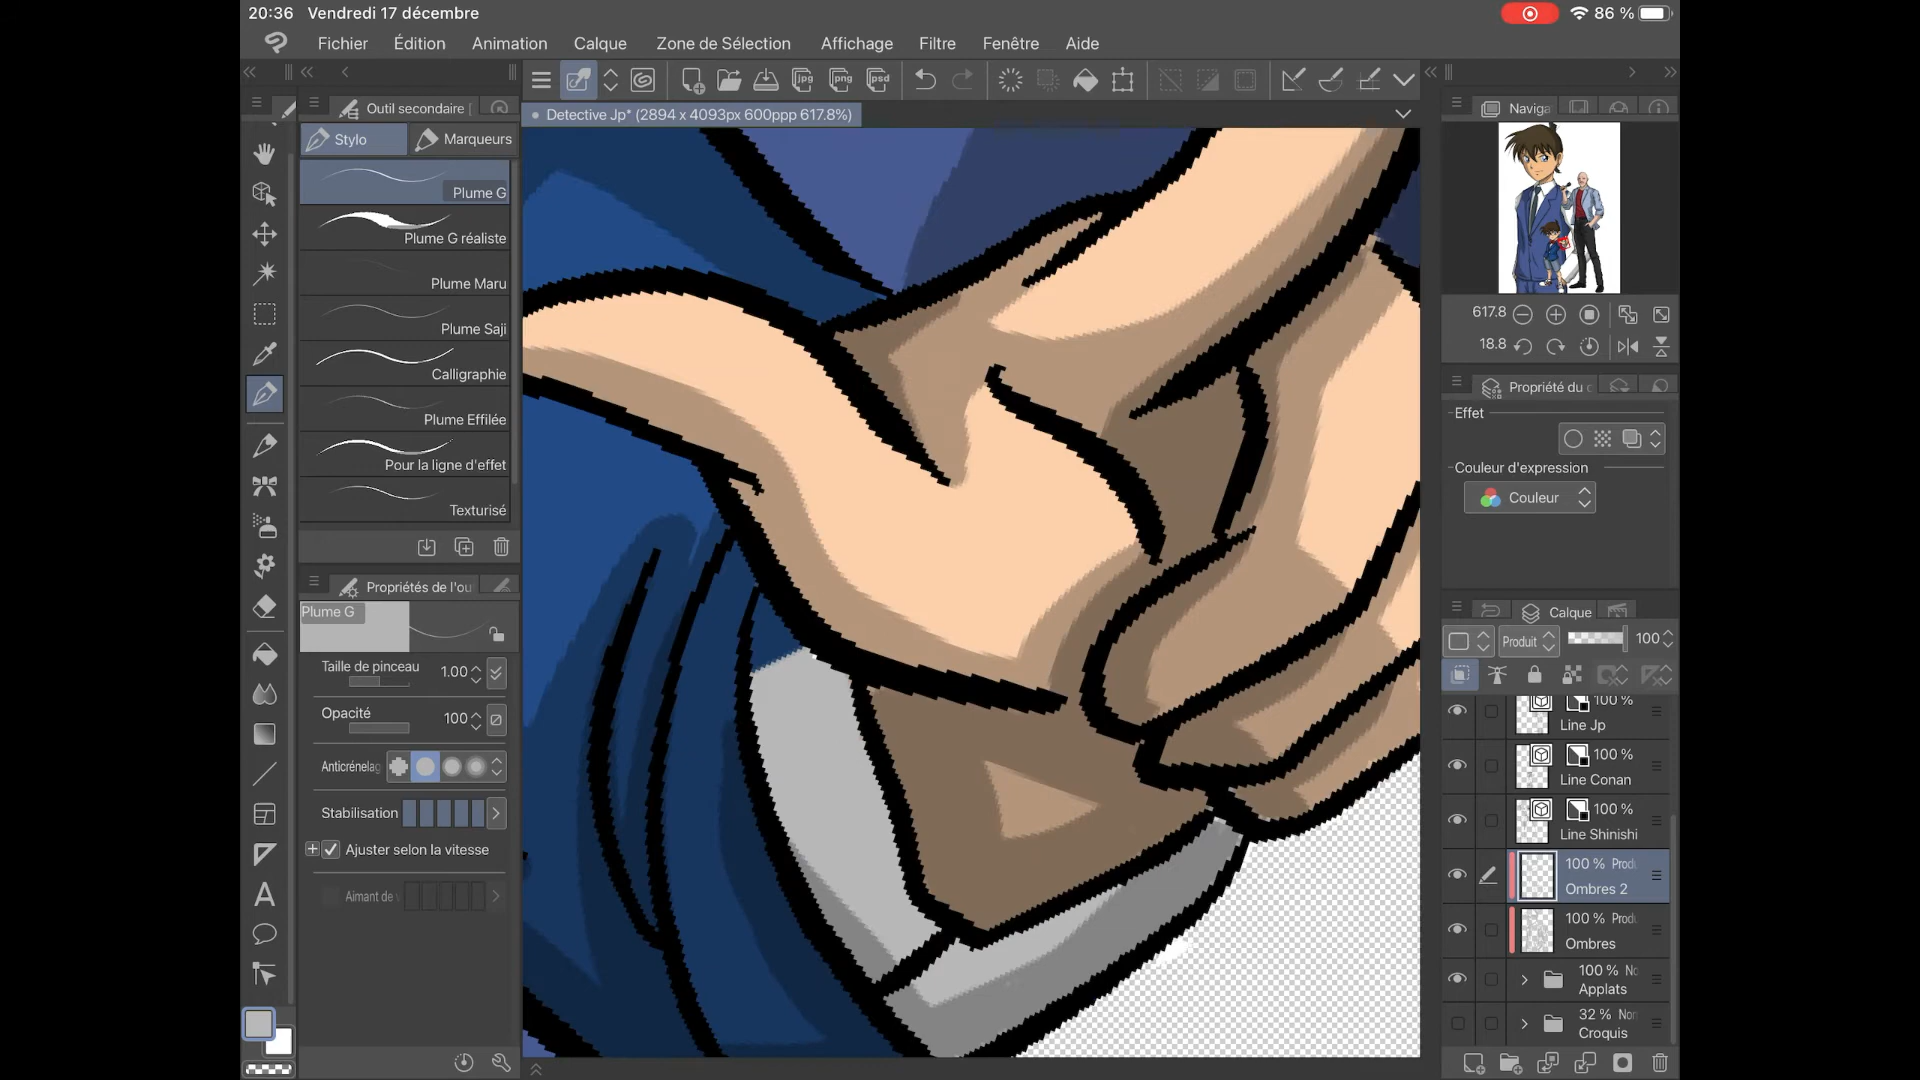 20:36 Vendredi 17 décembre
86 %
Fichier Édition Animation Calque Zone de Sélection Affichage Filtre Fenêtre Aide
jpg png psd
Outil secondaire [
Detective Jp* (2894 x 4093px 600ppp 617.8%)
Naviga
Stylo Marqueurs
Plume G
Plume G réaliste
Plume Maru
Plume Saji
Calligraphie
Plume Effilée
Pour la ligne d'effet
Texturisé
617.8
18.8
Propriété du c
Effet
Couleur d'expression
Couleur
Propriétés de l'ou
Plume G
Taille de pinceau 1.00
Opacité 100
Anticrénelag
Stabilisation
Ajuster selon la vitesse
Aimant de v
Calque
Produit 100
100 %
Line Jp
100 %
Line Conan
100 %
Line Shinishi
100 % Prod
Ombres 2
100 % Prod
Ombres
100 % No
Applats
32 % Nor
Croquis